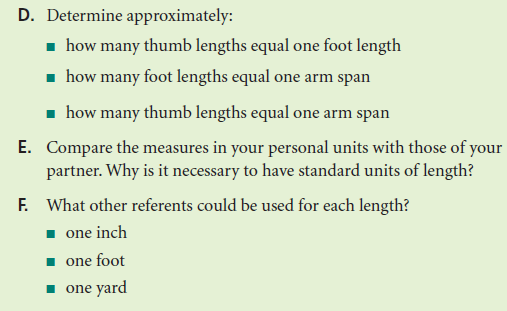 D. Determine approximately:
■ how many thumb lengths equal one foot length
■ how many foot lengths equal one arm span
■ how many thumb lengths equal one arm span
E. Compare the measures in your personal units with those of your
partner. Why is it necessary to have standard units of length?
F. What other referents could be used for each length?
■ one inch
■ one foot
■ one yard